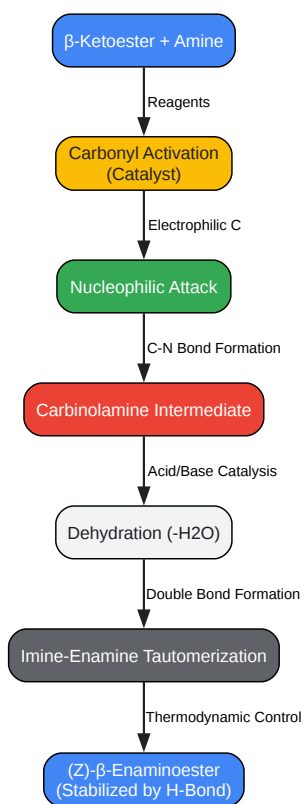 β-Ketoester + Amine
Reagents
Carbonyl Activation
(Catalyst)
Electrophilic C
Nucleophilic Attack
C-N Bond Formation
Carbinolamine Intermediate
Acid/Base Catalysis
Dehydration (-H2O)
Double Bond Formation
Imine-Enamine Tautomerization
Thermodynamic Control
(Z)-β-Enaminoester
(Stabilized by H-Bond)